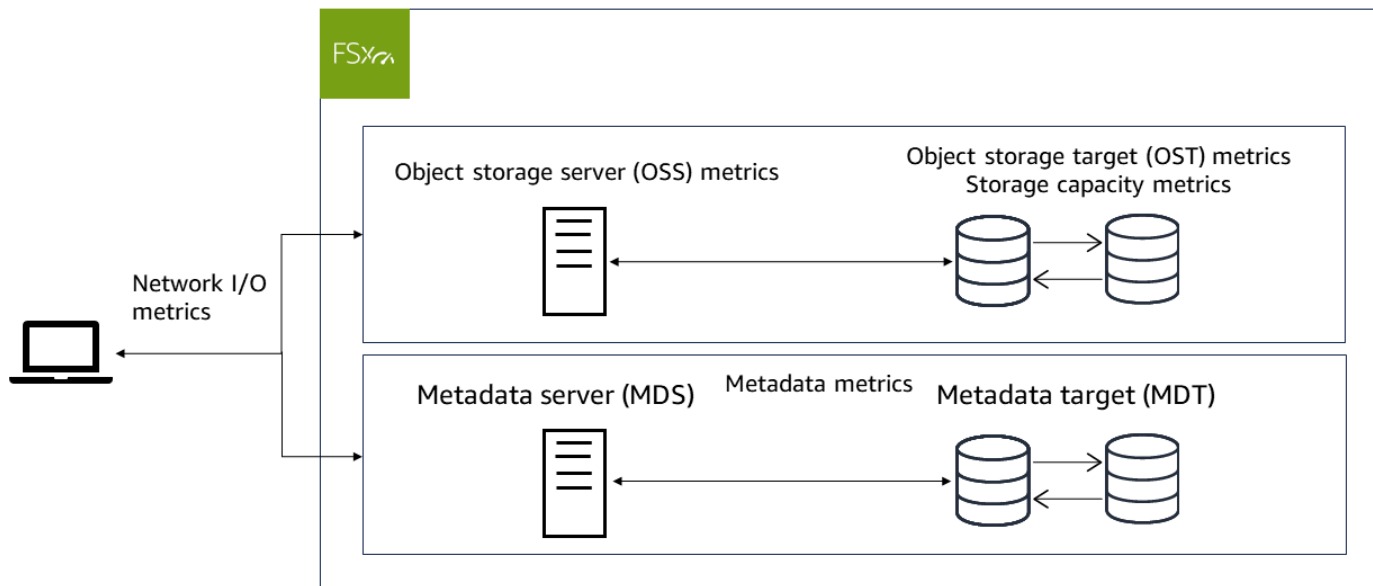 FSx
Object storage server (OSS) metrics
Object storage target (OST) metrics
Storage capacity metrics
Network I/O
metrics
Metadata server (MDS)
Metadata metrics
Metadata target (MDT)